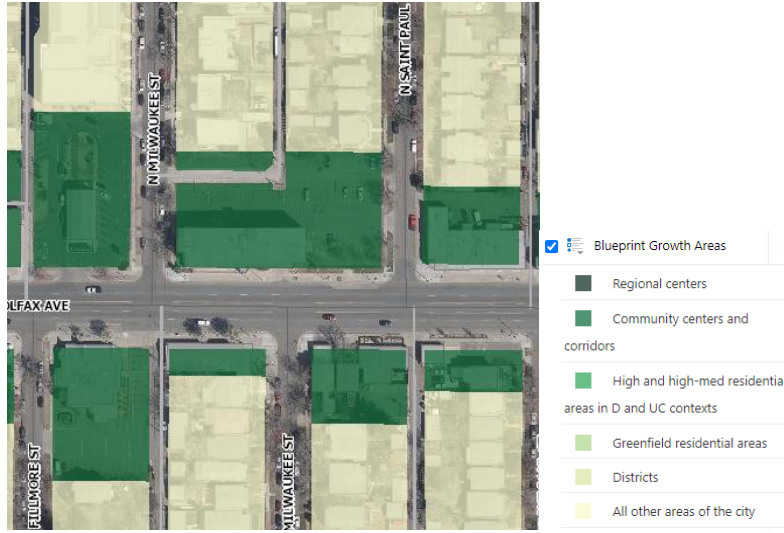 N MILWAUKEE ST
N SAINT PAUL
OLFAX AVE
FILLMORE ST
MILWAUKEE ST
Blueprint Growth Areas
Regional centers
Community centers and
corridors
High and high-med residentia
areas in D and UC contexts
Greenfield residential areas
Districts
All other areas of the city